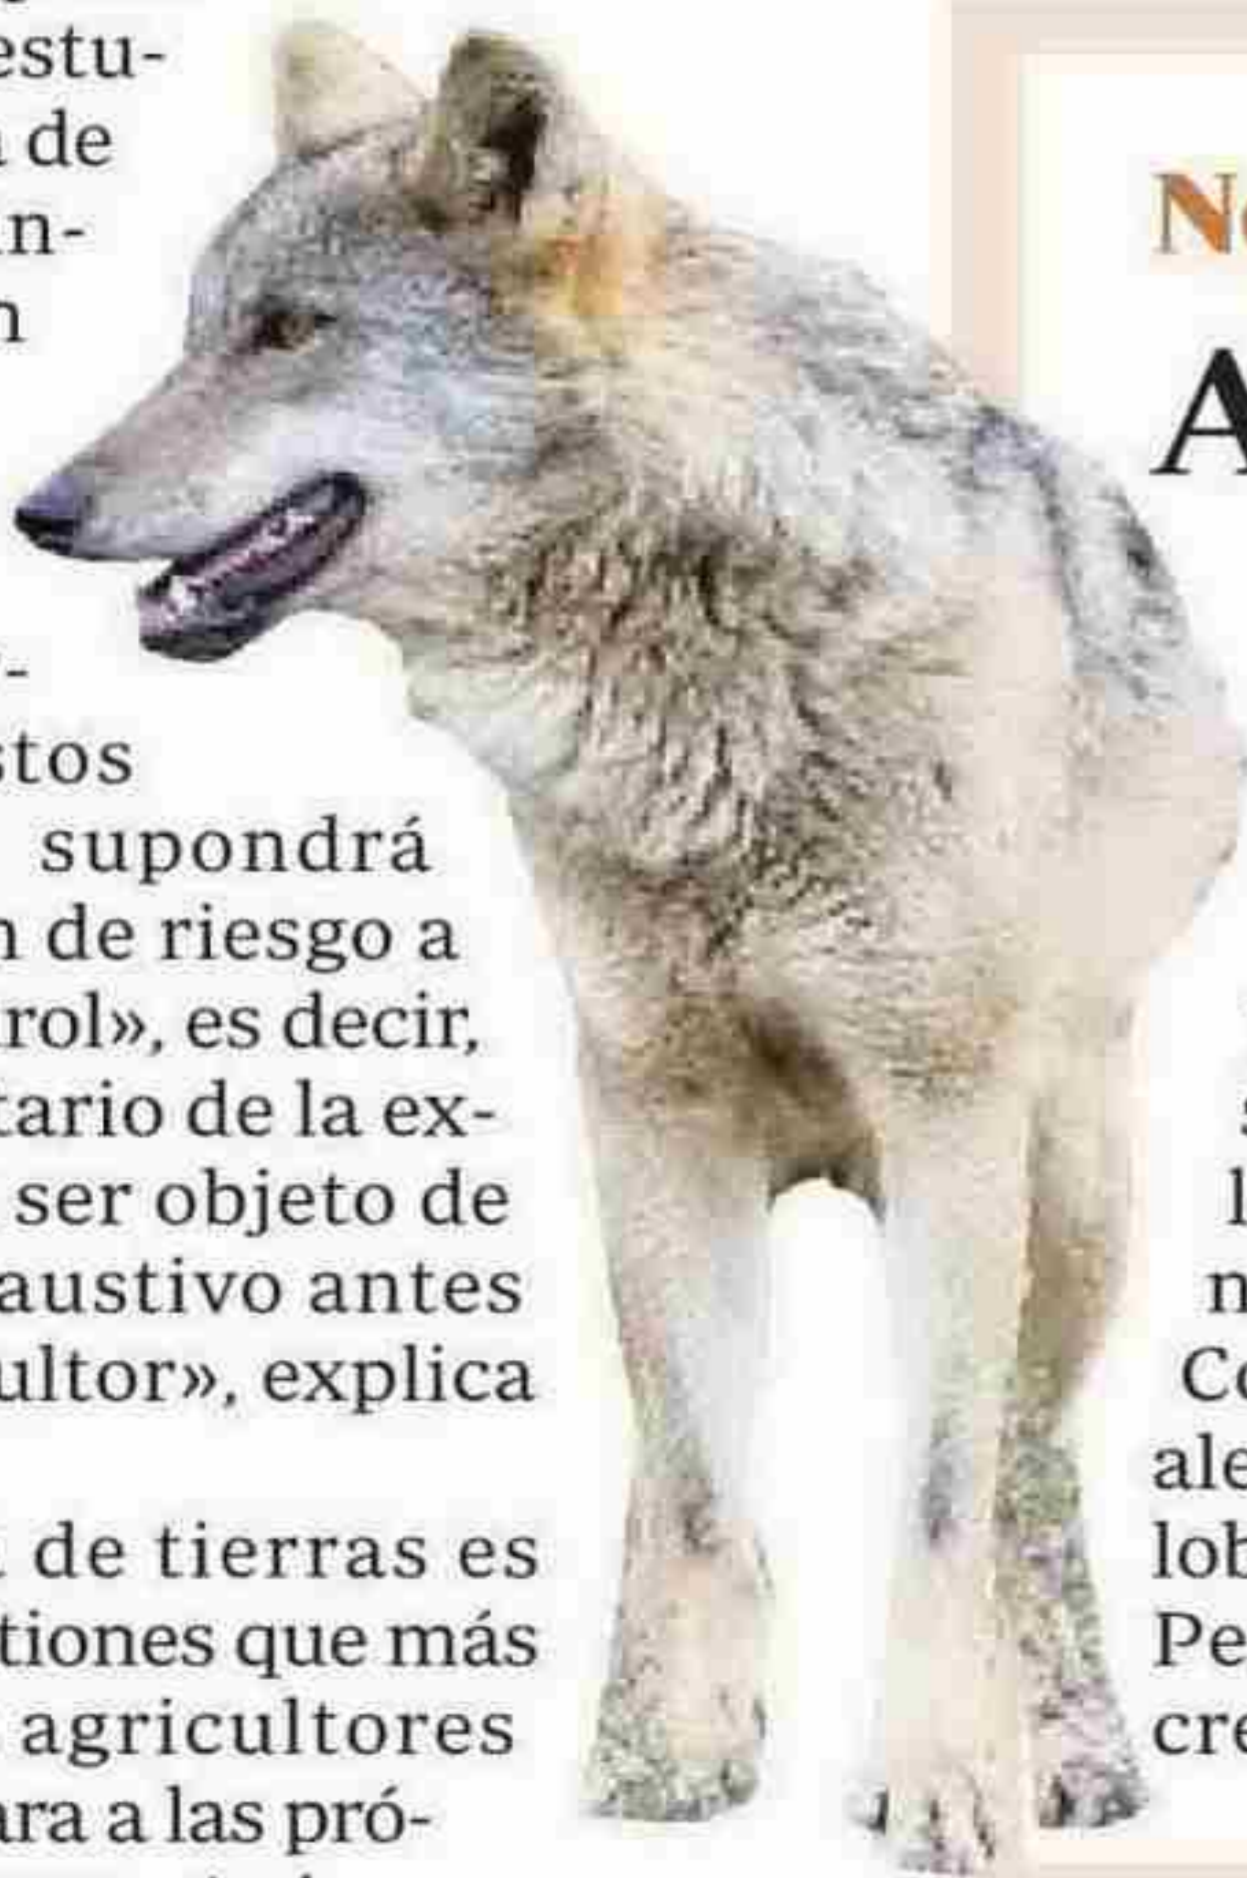 estu-
de
n-
n
stos
supondrá
n de riesgo a
rol», es decir,
tario de la ex-
ser objeto de
austivo antes
ultor», explica
de tierras es
tiones que más
agricultores
ara a las pró-
N
A
s
l
n
Co
ale
lob
Pe
cre